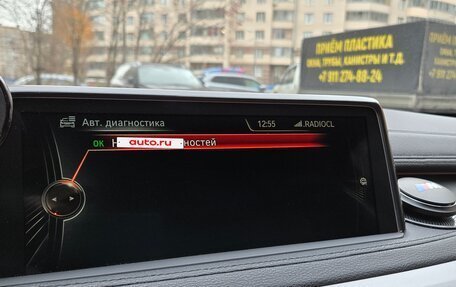 ПРИЁМ ПЛАСТИКА
ОКНА, ТРУБЫ, КАНИСТРЫ И Т.Д.
+7 911 274-88-24
Авт. диагностика
12:55
.RADIOCL
OK
auto.ru
ностей
M